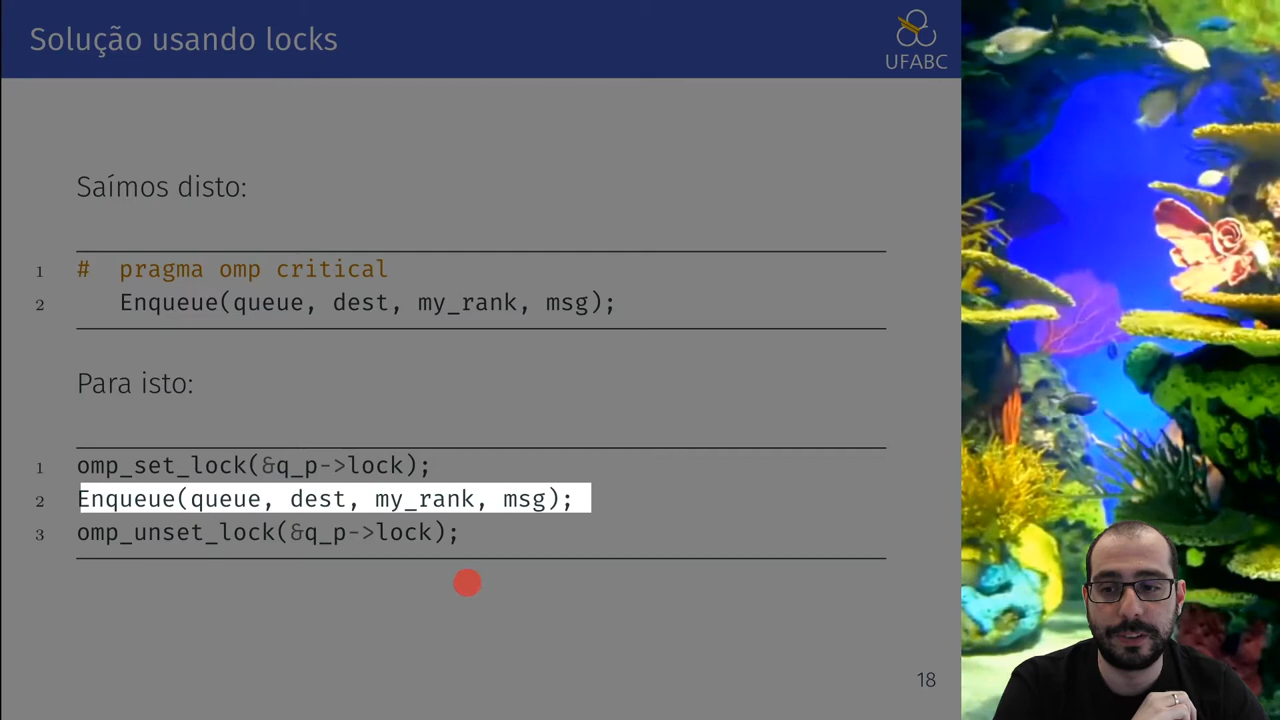 Solução usando locks
UFABC
Saímos disto:
1 #  pragma omp critical
2    Enqueue(queue, dest, my_rank, msg);
Para isto:
1 omp_set_lock(&q_p->lock);
2 Enqueue(queue, dest, my_rank, msg);
3 omp_unset_lock(&q_p->lock);
18